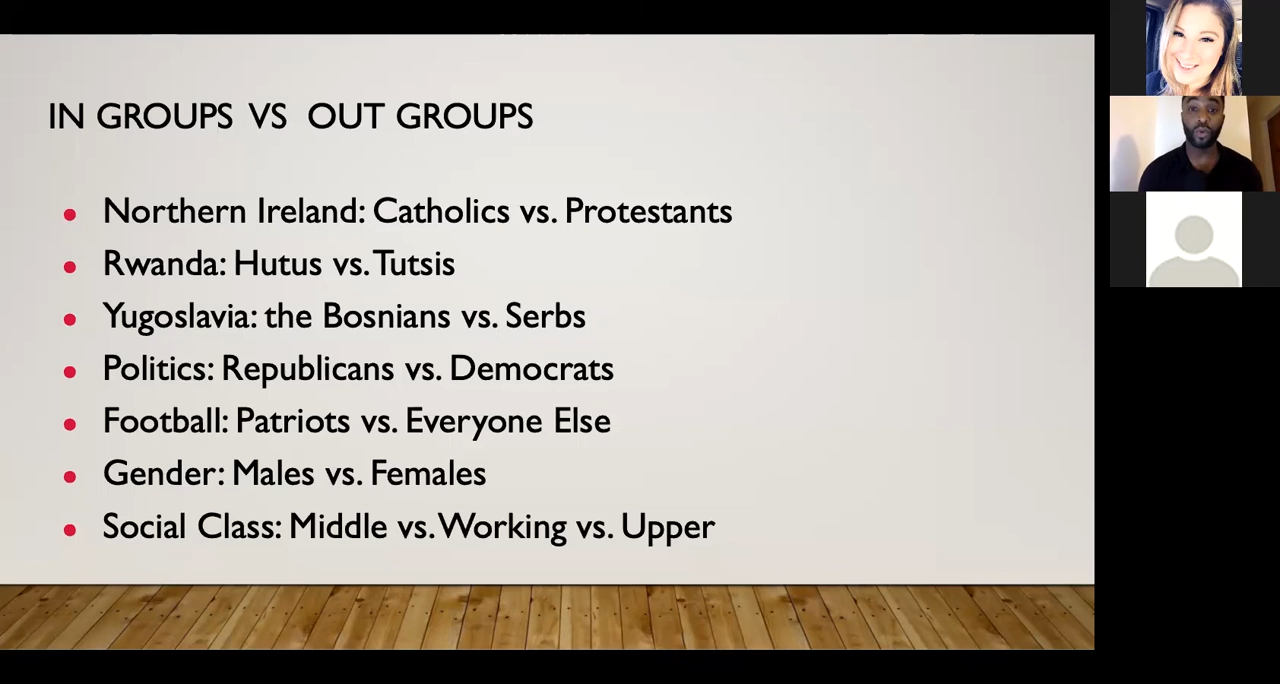 IN GROUPS VS OUT GROUPS
Northern Ireland: Catholics vs. Protestants
Rwanda: Hutus vs. Tutsis
Yugoslavia: the Bosnians vs. Serbs
Politics: Republicans vs. Democrats
Football: Patriots vs. Everyone Else
Gender: Males vs. Females
Social Class: Middle vs. Working vs. Upper